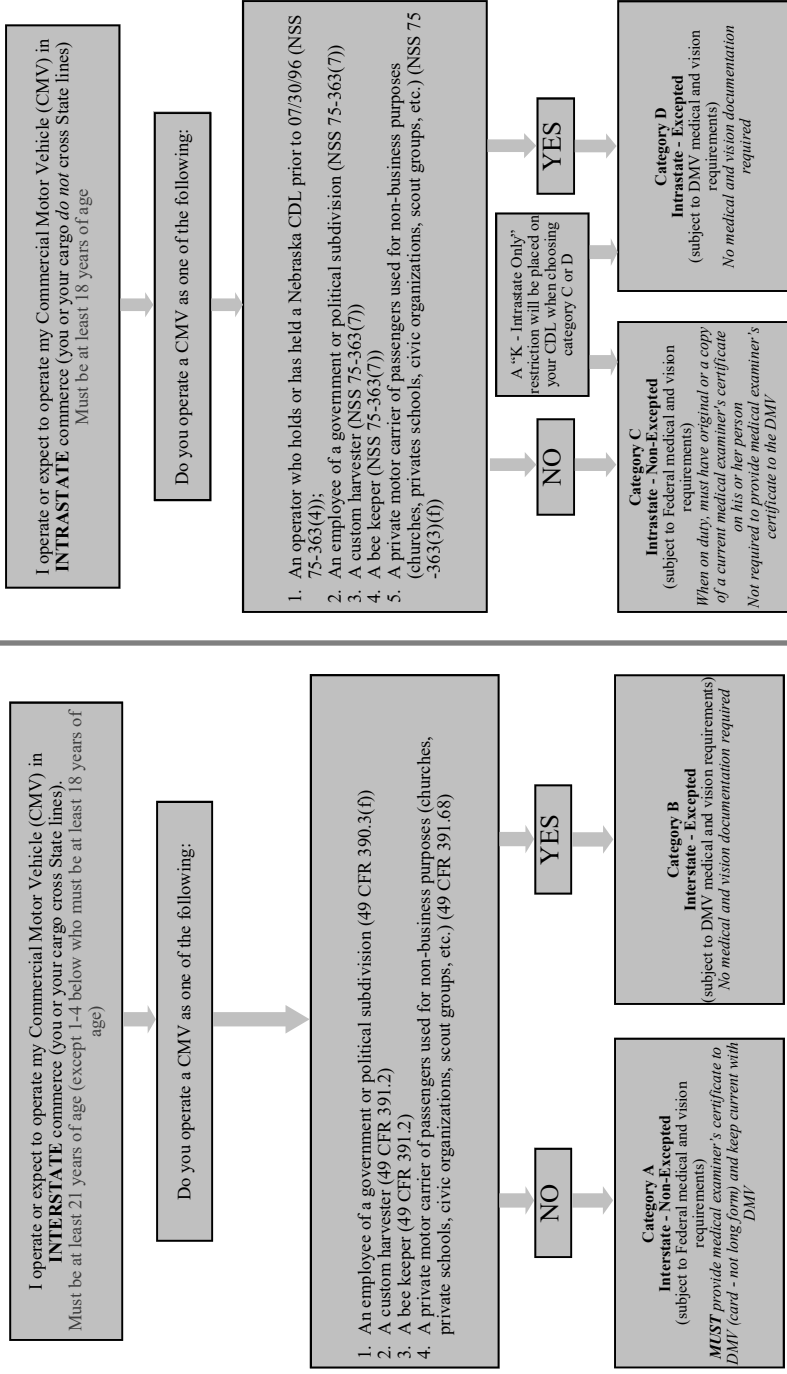 I operate or expect to operate my Commercial Motor Vehicle (CMV) in
INTERSTATE commerce (you or your cargo cross State lines).
Must be at least 21 years of age (except 1-4 below who must be at least 18 years of
age)
Do you operate a CMV as one of the following:
1. An employee of a government or political subdivision (49 CFR 390.3(f))
2. A custom harvester (49 CFR 391.2)
3. A bee keeper (49 CFR 391.2)
4. A private motor carrier of passengers used for non-business purposes (churches,
private schools, civic organizations, scout groups, etc.) (49 CFR 391.68)
NO
YES
Category A
Interstate - Non-Excepted
(subject to Federal medical and vision
requirements)
MUST provide medical examiner's certificate to
DMV (card - not long form) and keep current with
DMV
Category B
Interstate - Excepted
(subject to DMV medical and vision requirements)
No medical and vision documentation required
I operate or expect to operate my Commercial Motor Vehicle (CMV) in
INTRASTATE commerce (you or your cargo do not cross State lines)
Must be at least 18 years of age
Do you operate a CMV as one of the following:
1. An operator who holds or has held a Nebraska CDL prior to 07/30/96 (NSS
75-363(4));
2. An employee of a government or political subdivision (NSS 75-363(7))
3. A custom harvester (NSS 75-363(7))
4. A bee keeper (NSS 75-363(7))
5. A private motor carrier of passengers used for non-business purposes
(churches, privates schools, civic organizations, scout groups, etc.) (NSS 75
-363(3)(f))
NO
A “K - Intrastate Only”
restriction will be placed on
your CDL when choosing
category C or D
YES
Category C
Intrastate - Non-Excepted
(subject to Federal medical and vision
requirements)
When on duty, must have original or a copy
of a current medical examiner's certificate
on his or her person
Not required to provide medical examiner's
certificate to the DMV
Category D
Intrastate - Excepted
(subject to DMV medical and vision
requirements)
No medical and vision documentation
required